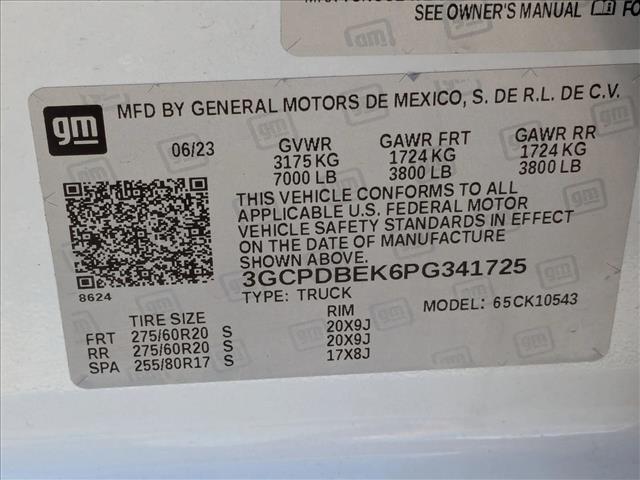 SEE OWNER'S MANUAL
gm
MFD BY GENERAL MOTORS DE MEXICO, S. DE R.L. DE C.V.
06/23 GVWR GAWR FRT GAWR RR
3175 KG 1724 KG 1724 KG
7000 LB 3800 LB 3800 LB
THIS VEHICLE CONFORMS TO ALL
APPLICABLE U.S. FEDERAL MOTOR
VEHICLE SAFETY STANDARDS IN EFFECT
ON THE DATE OF MANUFACTURE
SHOWN ABOVE.
3GCPDBEK6PG341725
8624
TYPE: TRUCK MODEL: 65CK10543
TIRE SIZE RIM
FRT 275/60R20 S 20X9J
RR 275/60R20 S 20X9J
SPA 255/80R17 S 17X8J